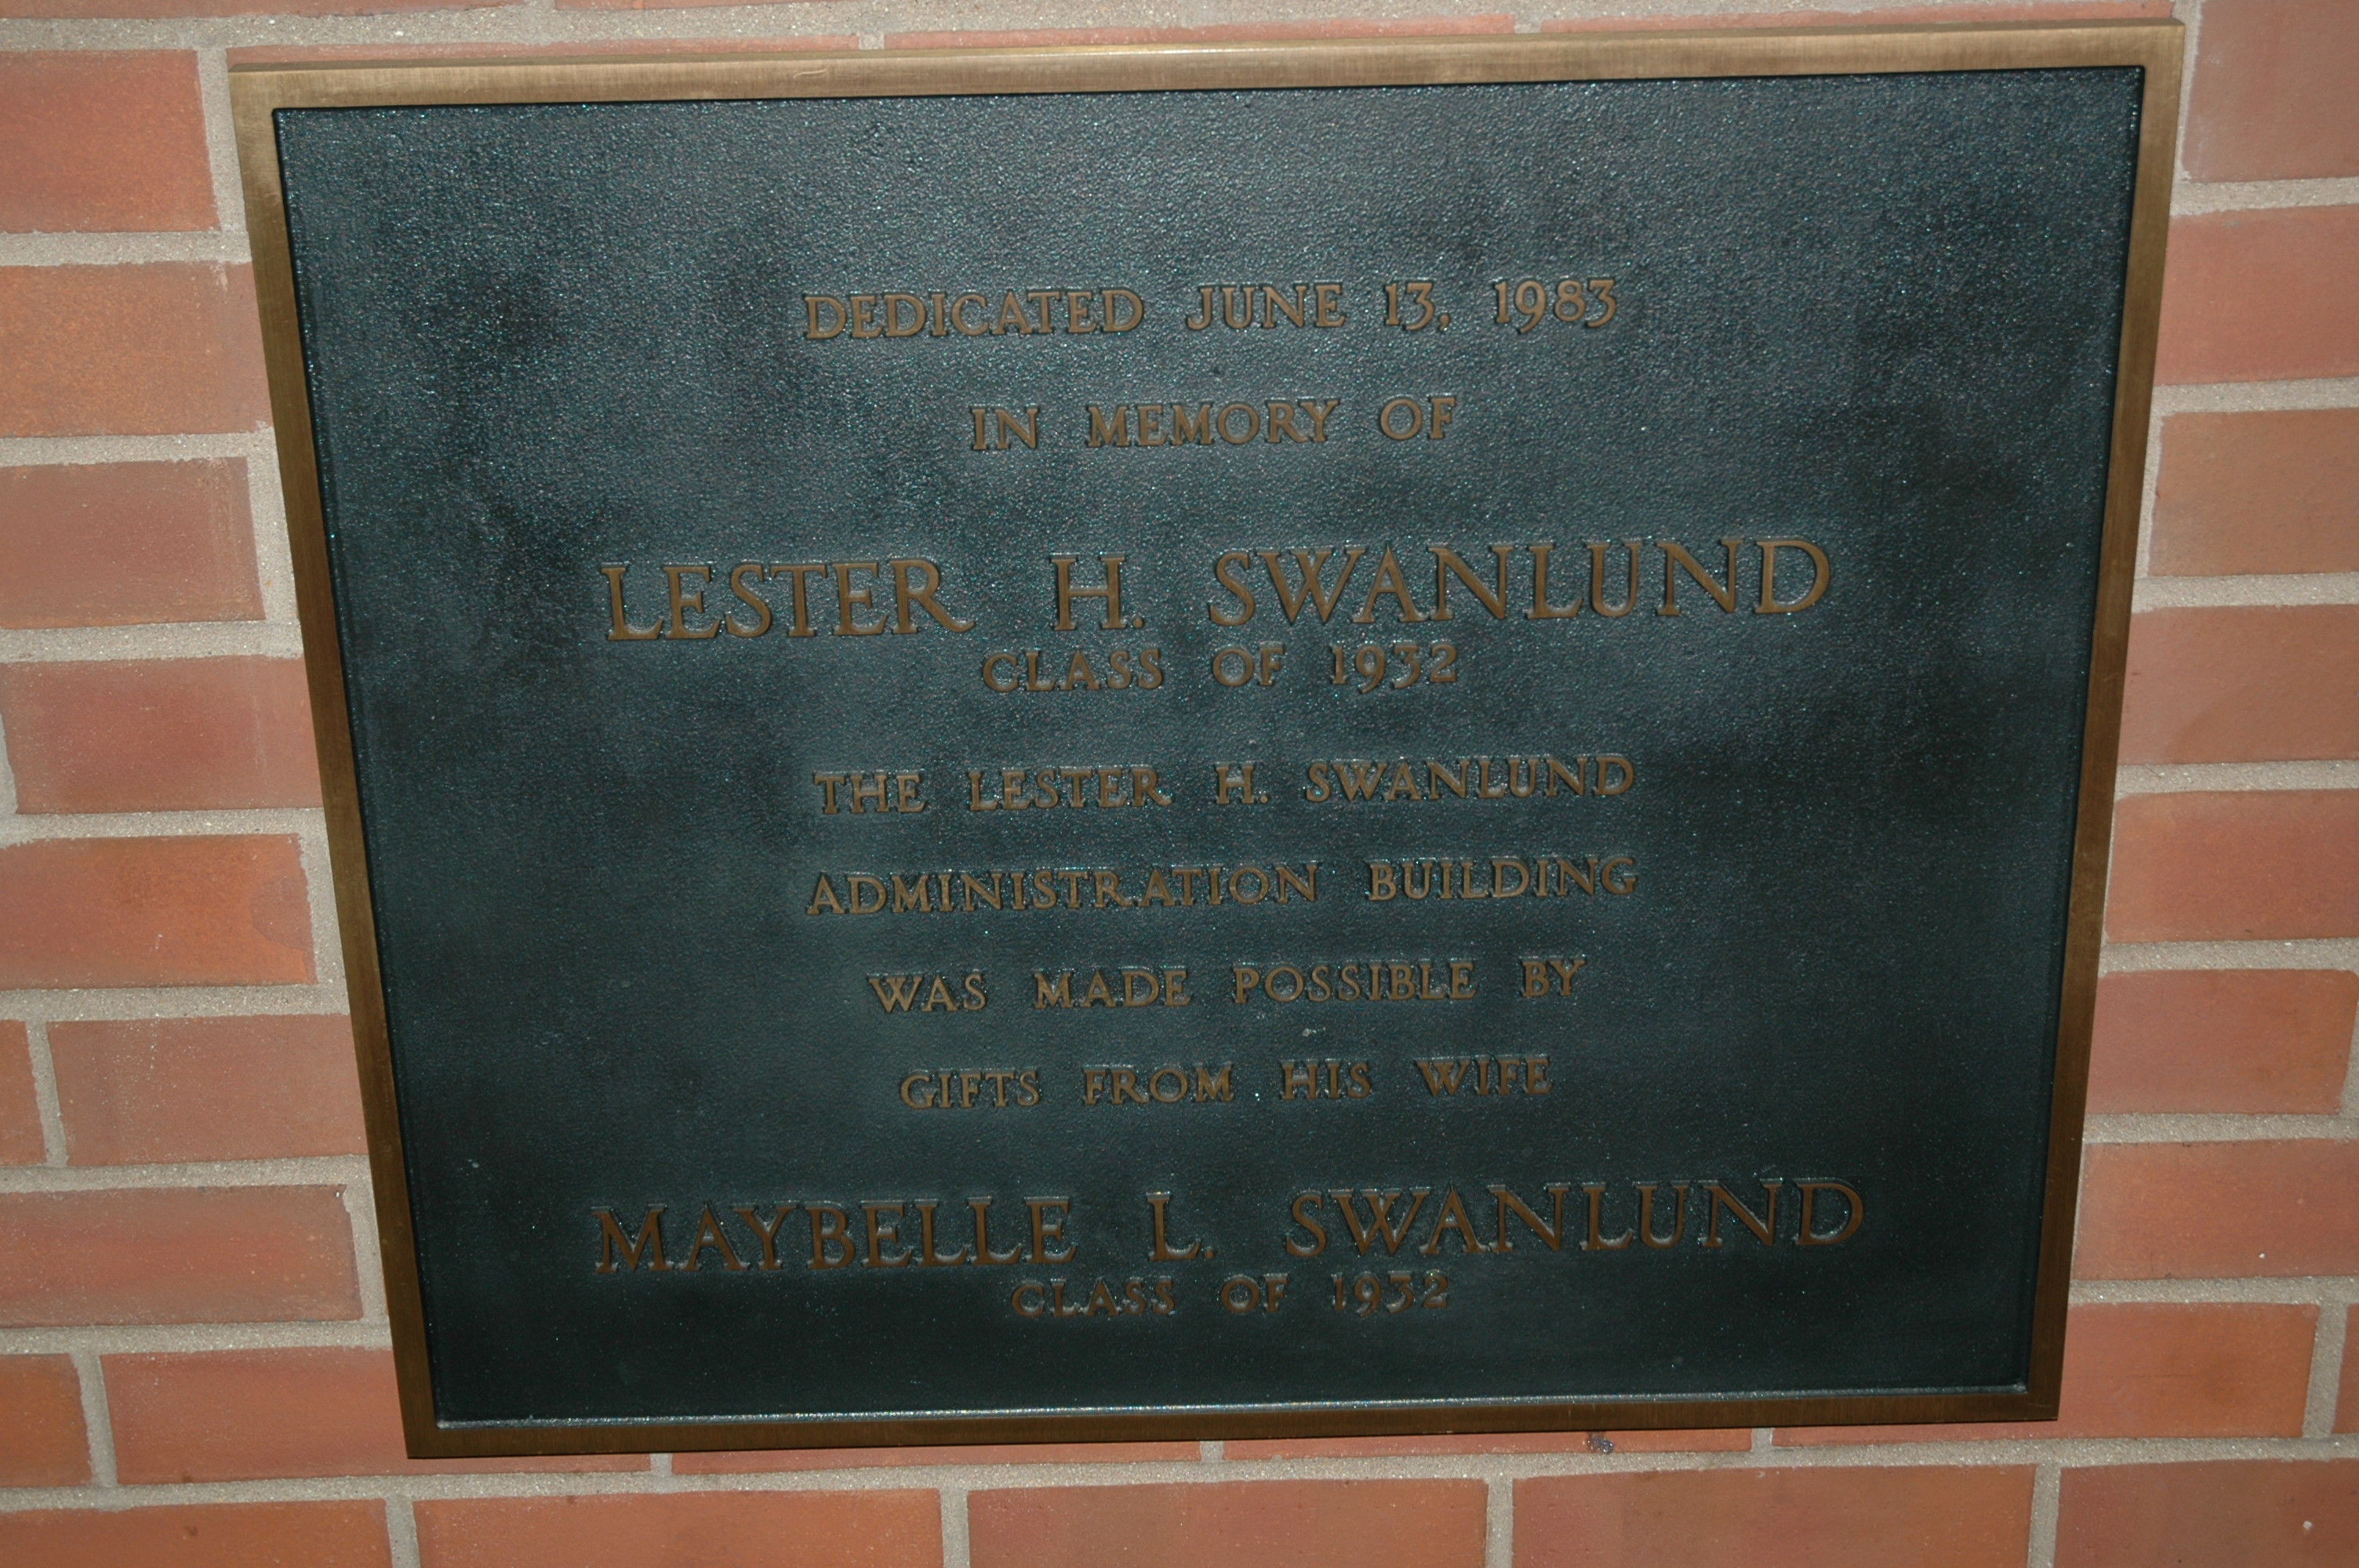 DEDICATED JUNE 13, 1983
IN MEMORY OF
LESTER H. SWANLUND
CLASS OF 1932
THE LESTER H. SWANLUND
ADMINISTRATION BUILDING
WAS MADE POSSIBLE BY
GIFTS FROM HIS WIFE
MAYBELLE L. SWANLUND
CLASS OF 1932